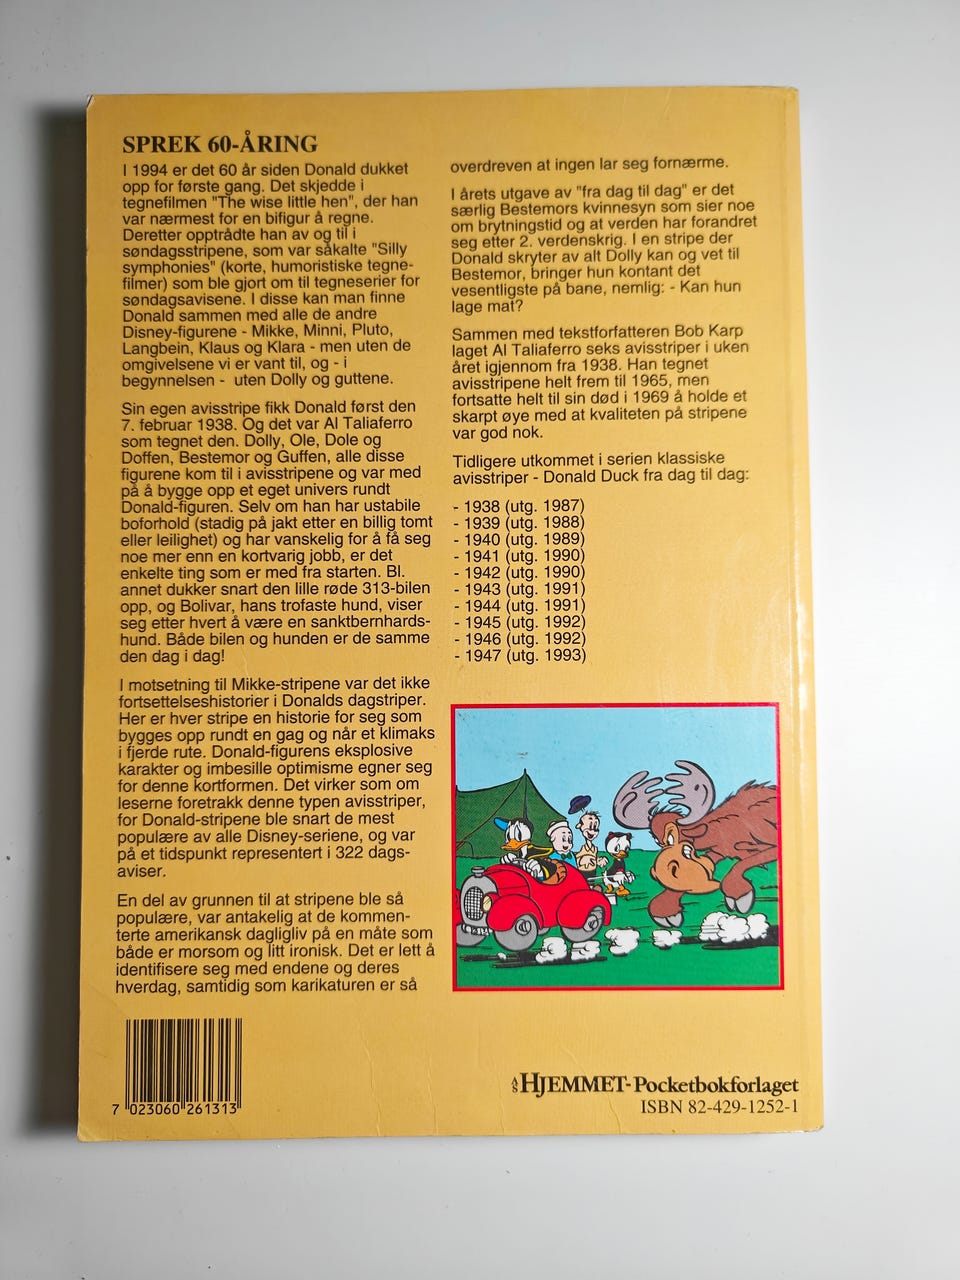 SPREK 60-ÅRING
I 1994 er det 60 år siden Donald dukket
opp for første gang. Det skjedde i
tegnefilmen "The wise little hen", der han
var nærmest for en bifigur å regne.
Deretter opptrådte han av og til i
søndagsstripene, som var såkalte "Silly
symphonies" (korte, humoristiske tegne-
filmer) som ble gjort om til tegneserier for
søndagsavisene. I disse kan man finne
Donald sammen med alle de andre
Disney-figurene - Mikke, Minni, Pluto,
Langbein, Klaus og Klara - men uten de
omgivelsene vi er vant til, og - i
begynnelsen - uten Dolly og guttene.
Sin egen avisstripe fikk Donald først den
7. februar 1938. Og det var Al Taliaferro
som tegnet den. Dolly, Ole, Dole og
Doffen, Bestemor og Guffen, alle disse
figurene kom til i avisstripene og var med
på å bygge opp et eget univers rundt
Donald-figuren. Selv om han har ustabile
boforhold (stadig på jakt etter en billig tomt
eller leilighet) og har vanskelig for å få seg
noe mer enn en kortvarig jobb, er det
enkelte ting som er med fra starten. Bl.
annet dukker snart den lille røde 313-bilen
opp, og Bolivar, hans trofaste hund, viser
seg etter hvert å være en sanktbernhards-
hund. Både bilen og hunden er de samme
den dag i dag!
I motsetning til Mikke-stripene var det ikke
fortsettelseshistorier i Donalds dagstriper.
Her er hver stripe en historie for seg som
bygges opp rundt en gag og når et klimaks
i fjerde rute. Donald-figurens eksplosive
karakter og imbesille optimisme egner seg
for denne kortformen. Det virker som om
leserne foretrakk denne typen avisstriper,
for Donald-stripene ble snart de mest
populære av alle Disney-seriene, og var
på et tidspunkt representert i 322 dags-
aviser.
En del av grunnen til at stripene ble så
populære, var antakelig at de kommen-
terte amerikansk dagligliv på en måte som
både er morsom og litt ironisk. Det er lett å
identifisere seg med endene og deres
hverdag, samtidig som karikaturen er så
overdreven at ingen lar seg fornærme.
I årets utgave av "fra dag til dag" er det
særlig Bestemors kvinnesyn som sier noe
om brytningstid og at verden har forandret
seg etter 2. verdenskrig. I en stripe der
Donald skryter av alt Dolly kan og vet til
Bestemor, bringer hun kontant det
vesentligste på bane, nemlig: - Kan hun
lage mat?
Sammen med tekstforfatteren Bob Karp
laget Al Taliaferro seks avisstriper i uken
året igjennom fra 1938. Han tegnet
avisstripene helt frem til 1965, men
fortsatte helt til sin død i 1969 å holde et
skarpt øye med at kvaliteten på stripene
var god nok.
Tidligere utkommet i serien klassiske
avisstriper - Donald Duck fra dag til dag:
- 1938 (utg. 1987)
- 1939 (utg. 1988)
- 1940 (utg. 1989)
- 1941 (utg. 1990)
- 1942 (utg. 1990)
- 1943 (utg. 1991)
- 1944 (utg. 1991)
- 1945 (utg. 1992)
- 1946 (utg. 1992)
- 1947 (utg. 1993)
A/S HJEMMET-Pocketbokforlaget
ISBN 82-429-1252-1
7 023060 261313